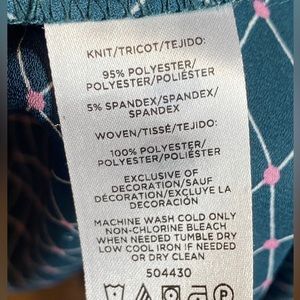 KNIT/TRICOT/TEJIDO:
95% POLYESTER/
POLYESTER/POLIÉSTER
5% SPANDEX/SPANDEX/
SPANDEX
WOVEN/TISSÉ/TEJIDO:
100% POLYESTER/
POLYESTER/POLIÉSTER
EXCLUSIVE OF
DECORATION/SAUF
DÉCORATION/EXCLUYE LA
DECORACIÓN
MACHINE WASH COLD ONLY
NON-CHLORINE BLEACH
WHEN NEEDED TUMBLE DRY
LOW COOL IRON IF NEEDED
OR DRY CLEAN
504430